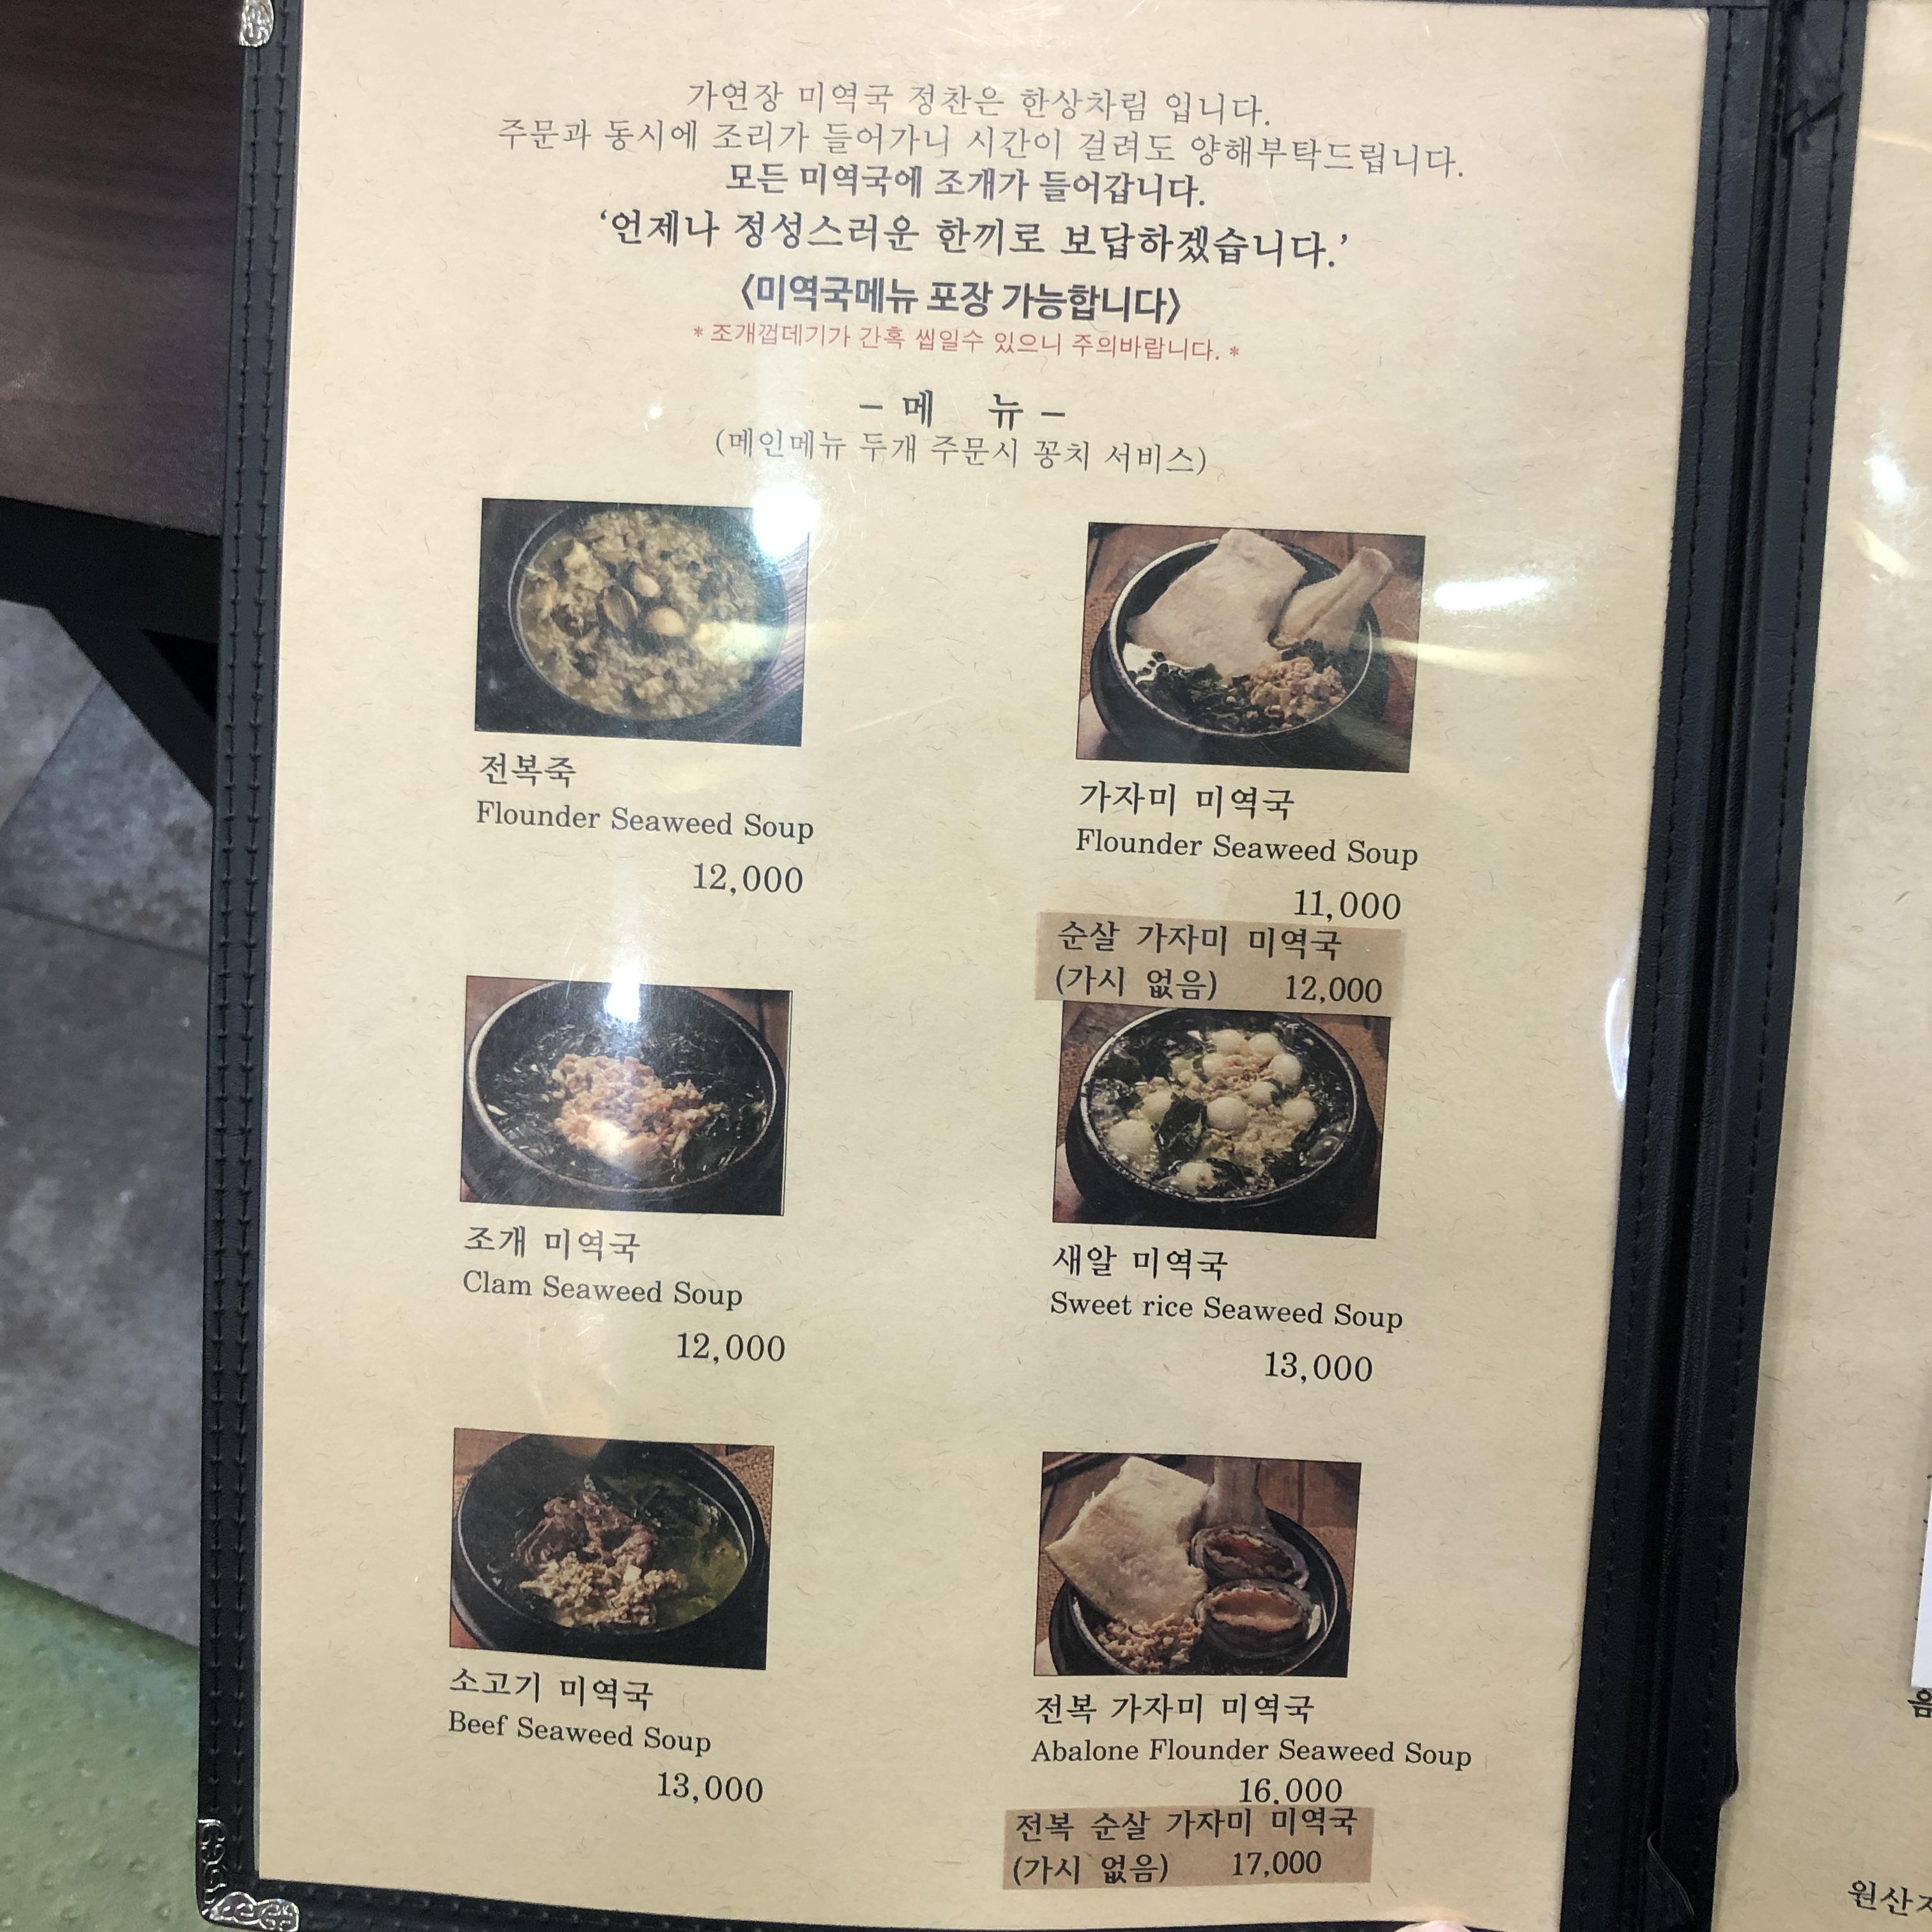 가연장 미역국 정찬은 한상차림 입니다.
주문과 동시에 조리가 들어가니 시간이 걸려도 양해부탁드립니다.
모든 미역국에 조개가 들어갑니다.
‘언제나 정성스러운 한끼로 보답하겠습니다.’
〈미역국메뉴 포장 가능합니다〉
* 조개껍데기가 간혹 씹일수 있으니 주의바랍니다. *
– 메 뉴 –
(메인메뉴 두개 주문시 꽁치 서비스)
전복죽
Flounder Seaweed Soup
12,000
가자미 미역국
Flounder Seaweed Soup
11,000
순살 가자미 미역국
(가시 없음) 12,000
조개 미역국
Clam Seaweed Soup
12,000
새알 미역국
Sweet rice Seaweed Soup
13,000
소고기 미역국
Beef Seaweed Soup
13,000
전복 가자미 미역국
Abalone Flounder Seaweed Soup
16,000
전복 순살 가자미 미역국
(가시 없음) 17,000